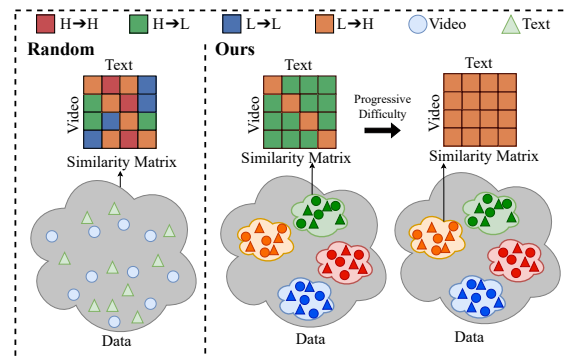 H→H H→L L→L L→H Video Text
Random
Ours
Text
Video
Similarity Matrix
Data
Text
Video
Similarity Matrix
Progressive
Difficulty
Text
Video
Similarity Matrix
Data
Data